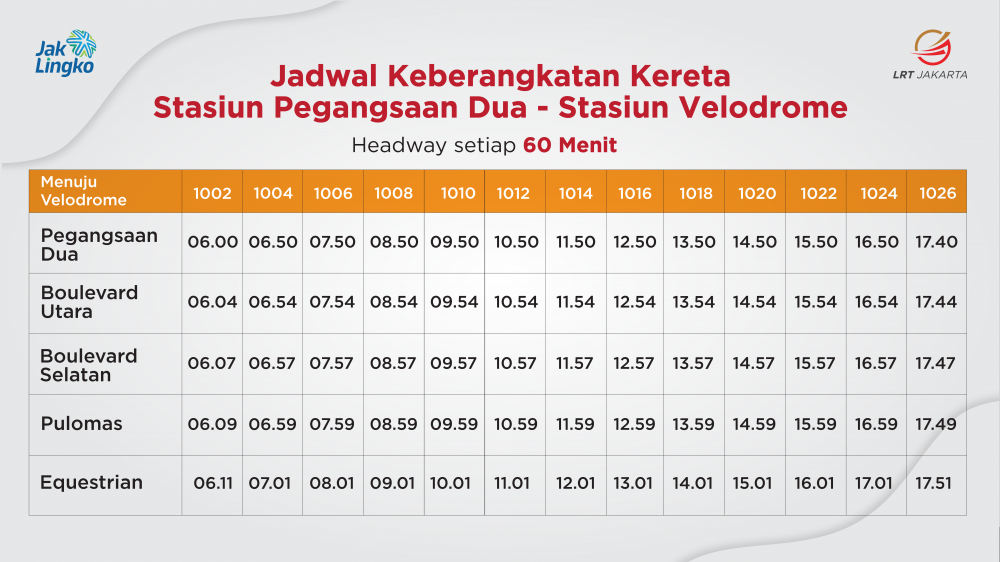 Jak
Lingko
LRT JAKARTA
Jadwal Keberangkatan Kereta
Stasiun Pegangsaan Dua - Stasiun Velodrome
Headway setiap 60 Menit
Menuju
Velodrome 1002 1004 1006 1008 1010 1012 1014 1016 1018 1020 1022 1024 1026
Pegangsaan
Dua 06.00 06.50 07.50 08.50 09.50 10.50 11.50 12.50 13.50 14.50 15.50 16.50 17.40
Boulevard
Utara 06.04 06.54 07.54 08.54 09.54 10.54 11.54 12.54 13.54 14.54 15.54 16.54 17.44
Boulevard
Selatan 06.07 06.57 07.57 08.57 09.57 10.57 11.57 12.57 13.57 14.57 15.57 16.57 17.47
Pulomas 06.09 06.59 07.59 08.59 09.59 10.59 11.59 12.59 13.59 14.59 15.59 16.59 17.49
Equestrian 06.11 07.01 08.01 09.01 10.01 11.01 12.01 13.01 14.01 15.01 16.01 17.01 17.51